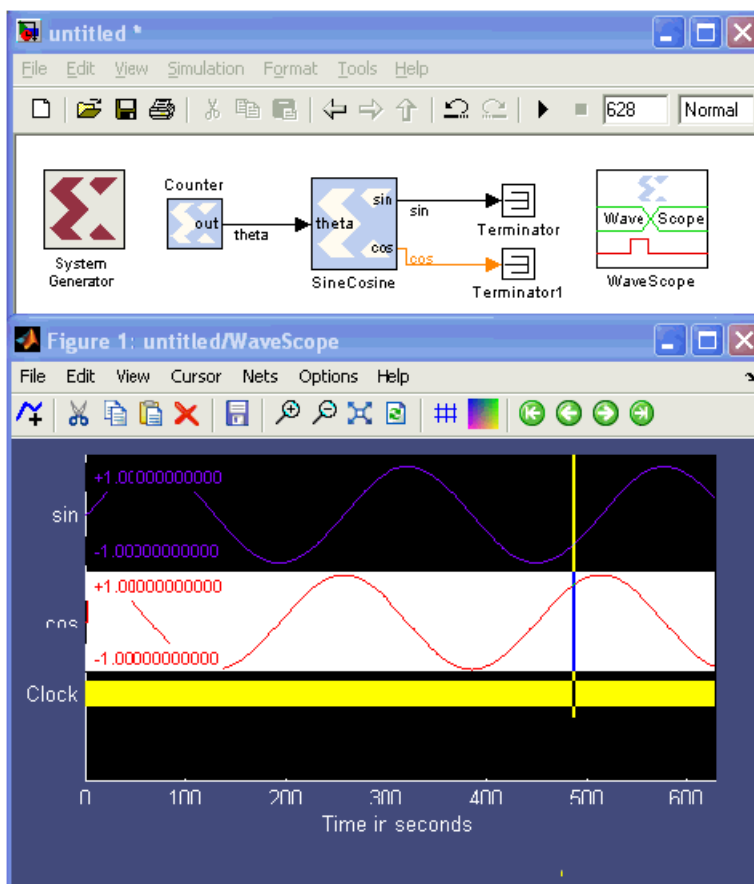 untitled *
File Edit View Simulation Format Tools Help
628 Normal
Counter
out
theta
theta
sin
cos
sin
cos
System
Generator
SineCosine
Terminator
Terminator1
Wave Scope
WaveScope
Figure 1: untitled/WaveScope
File Edit View Cursor Nets Options Help
+1.00000000000
sin
-1.00000000000
+1.00000000000
cos
-1.00000000000
Clock
0 100 200 300 400 500 600
Time in seconds